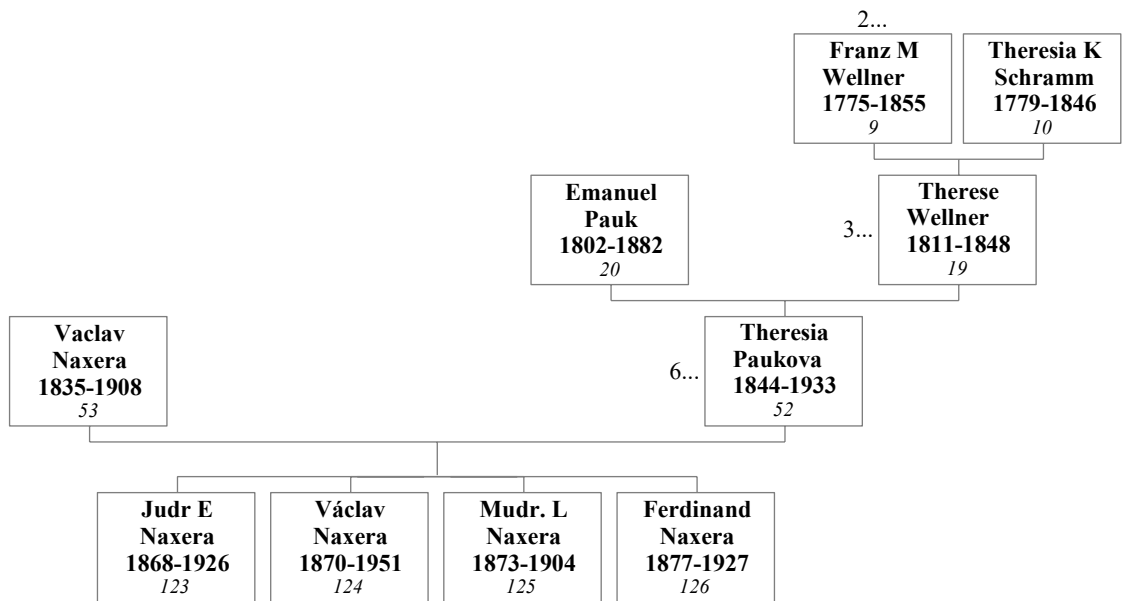 2...
Franz M
Wellner
1775-1855
9
Theresia K
Schramm
1779-1846
10
Emanuel
Pauk
1802-1882
20
3...
Therese
Wellner
1811-1848
19
Vaclav
Naxera
1835-1908
53
6...
Theresia
Paukova
1844-1933
52
Judr E
Naxera
1868-1926
123
Václav
Naxera
1870-1951
124
Mudr. L
Naxera
1873-1904
125
Ferdinand
Naxera
1877-1927
126